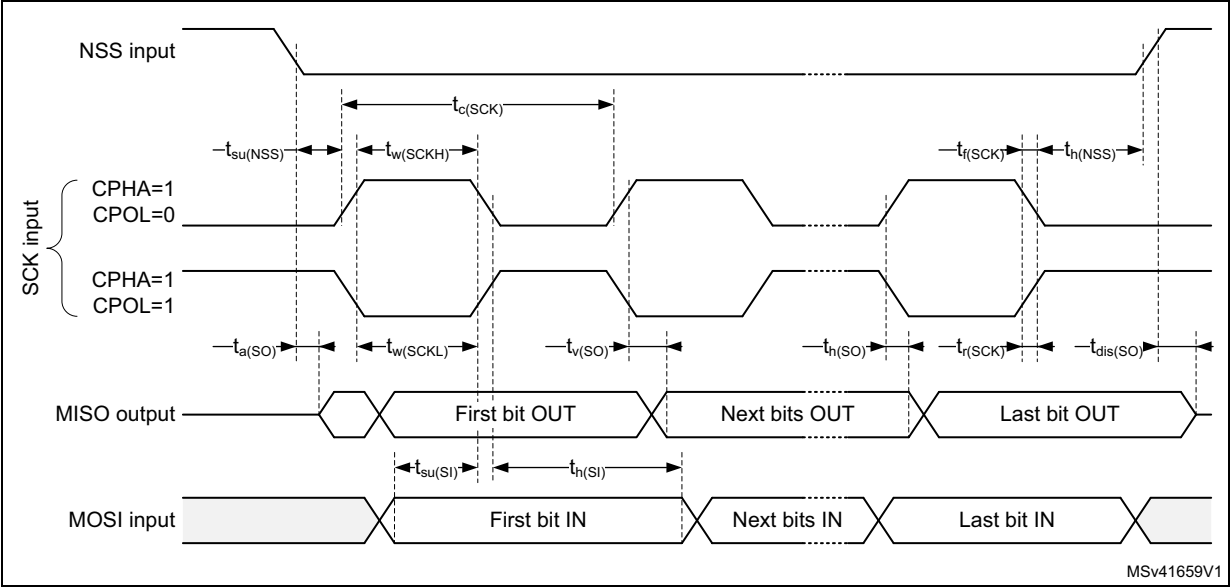 NSS input
tc(SCK)
tsu(NSS) tw(SCKH) tf(SCK) th(NSS)
SCK input
CPHA=1
CPOL=0
CPHA=1
CPOL=1
ta(SO) tw(SCKL) tv(SO) th(SO) tr(SCK) tdis(SO)
MISO output First bit OUT Next bits OUT Last bit OUT
tsu(SI) th(SI)
MOSI input First bit IN Next bits IN Last bit IN
MSv41659V1